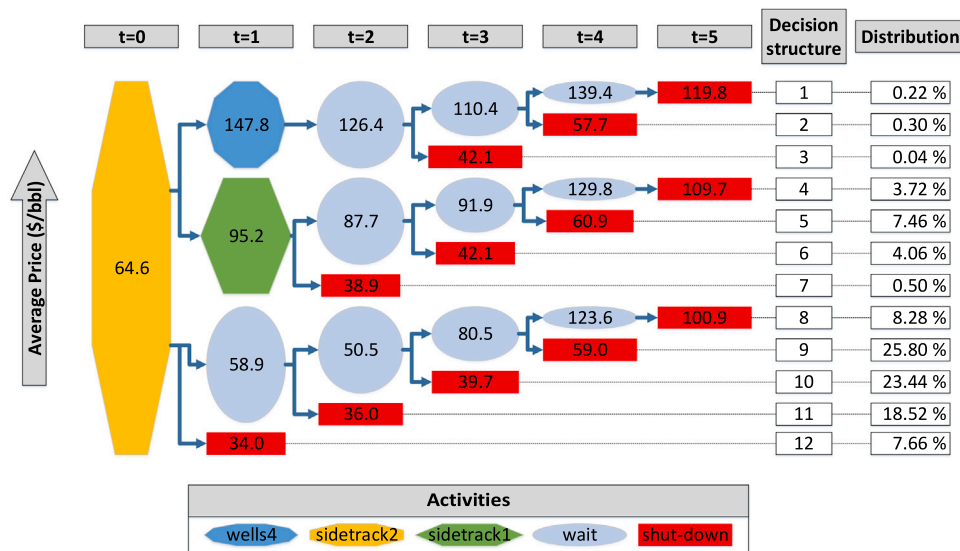 t=0 t=1 t=2 t=3 t=4 t=5 Decision structure Distribution
139.4 119.8 1 0.22 %
147.8 126.4 110.4 57.7 2 0.30 %
42.1 3 0.04 %
129.8 109.7 4 3.72 %
95.2 87.7 91.9 60.9 5 7.46 %
42.1 6 4.06 %
64.6
38.9 7 0.50 %
123.6 100.9 8 8.28 %
58.9 50.5 80.5 59.0 9 25.80 %
39.7 10 23.44 %
36.0 11 18.52 %
34.0 12 7.66 %
Average Price ($/bbl)
Activities
wells4 sidetrack2 sidetrack1 wait shut-down